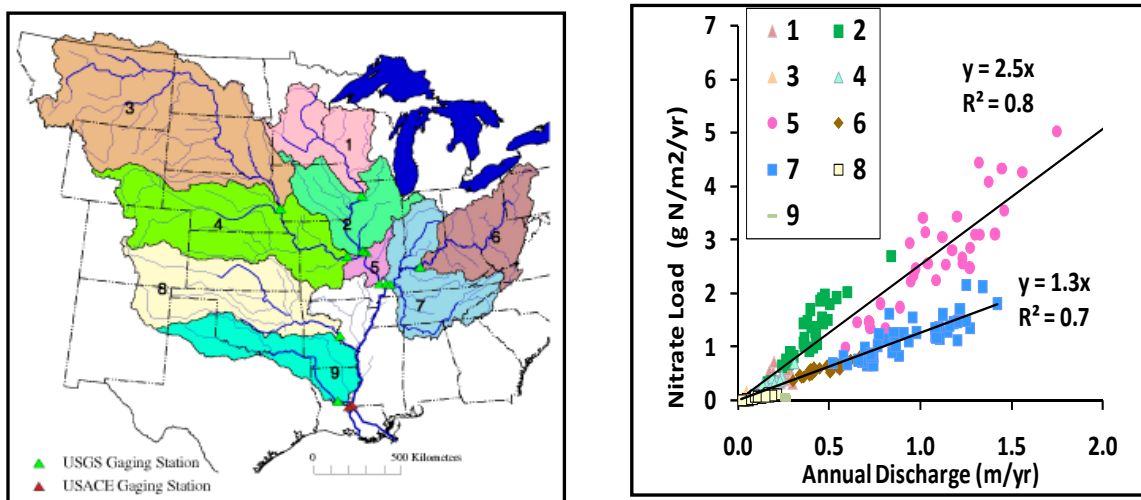 3
1
4
2
6
5
8
7
9
USGS Gaging Station
0 500 Kilometers
USACE Gaging Station
7
6
5
4
3
2
1
0
Nitrate Load (g N/m2/yr)
1 2
3 4
5 6
7 8
9
y = 2.5x
R² = 0.8
y = 1.3x
R² = 0.7
0.0 0.5 1.0 1.5 2.0
Annual Discharge (m/yr)